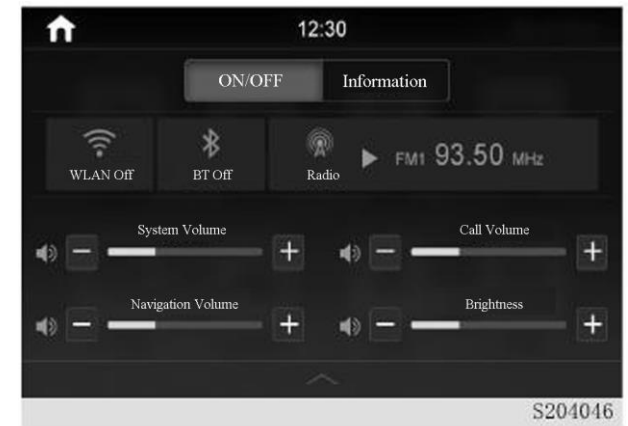 12:30
ON/OFF Information
WLAN Off BT Off Radio FM1 93.50 MHz
System Volume Call Volume
Navigation Volume Brightness
S204046